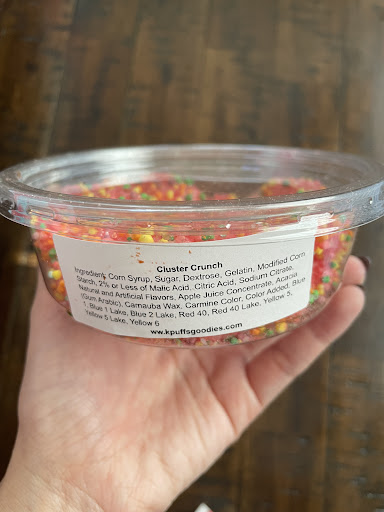 Cluster Crunch
Ingredient: Corn Syrup, Sugar, Dextrose, Gelatin, Modified Corn
Starch, 2% or Less of Malic Acid, Citric Acid, Sodium Citrate,
Natural and Artificial Flavors, Apple Juice Concentrate, Acacia
(Gum Arabic), Carnauba Wax, Carmine Color, Color Added, Blue
1, Blue 1 Lake, Blue 2 Lake, Red 40, Red 40 Lake, Yellow 5,
Yellow 5 Lake, Yellow 6
www.kpuffsgoodies.com